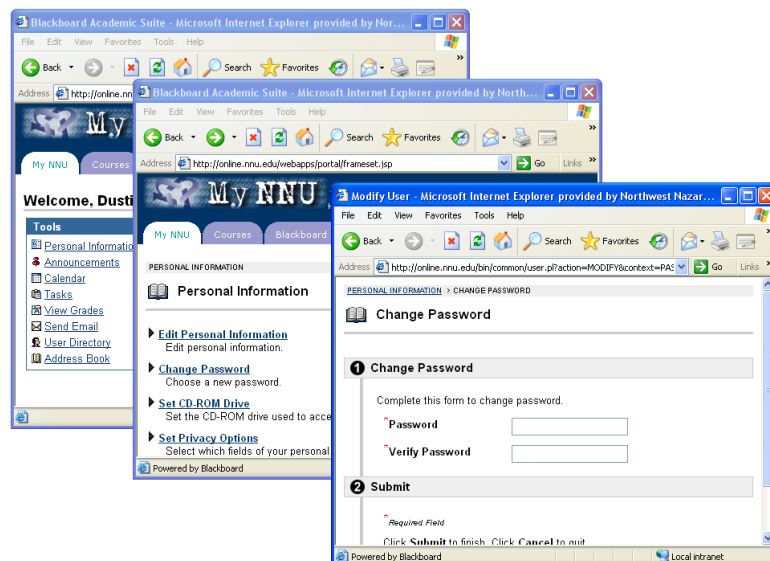 Blackboard Academic Suite - Microsoft Internet Explorer provided by Nor...
File Edit View Favorites Tools Help
Back Search Favorites »
Address http://online.nn
My
My NNU Courses
Welcome, Dusti
Tools
Personal Informatio
Announcements
Calendar
Tasks
View Grades
Send Email
User Directory
Address Book
Blackboard Academic Suite - Microsoft Internet Explorer provided by North...
File Edit View Favorites Tools Help
Back Search Favorites »
Address http://online.nnu.edu/webapps/portal/frameset.jsp Go Links »
My NNU
My NNU Courses Blackboard
PERSONAL INFORMATION
Personal Information
Edit Personal Information
Edit personal information.
Change Password
Choose a new password.
Set CD-ROM Drive
Set the CD-ROM drive used to acce
Set Privacy Options
Select which fields of your personal
Powered by Blackboard
Modify User - Microsoft Internet Explorer provided by Northwest Nazar...
File Edit View Favorites Tools Help
Back Search Favorites »
Address http://online.nnu.edu/bin/common/user.pl?action=MODIFY&context=PAS Go Links »
PERSONAL INFORMATION > CHANGE PASSWORD
Change Password
1 Change Password
Complete this form to change password.
*Password
*Verify Password
2 Submit
*Required Field
Click Submit to finish. Click Cancel to quit.
Powered by Blackboard Local intranet